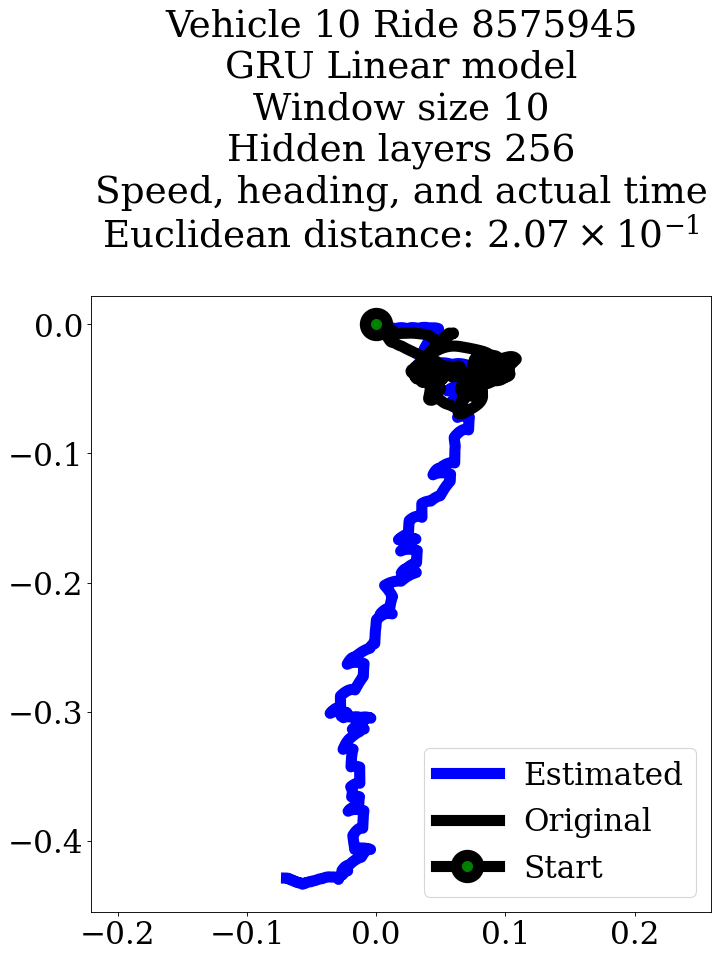 Vehicle 10 Ride 8575945
GRU Linear model
Window size 10
Hidden layers 256
Speed, heading, and actual time
Euclidean distance: 2.07 × 10⁻¹
0.0
−0.1
−0.2
−0.3
−0.4
Estimated
Original
Start
−0.2 −0.1 0.0 0.1 0.2